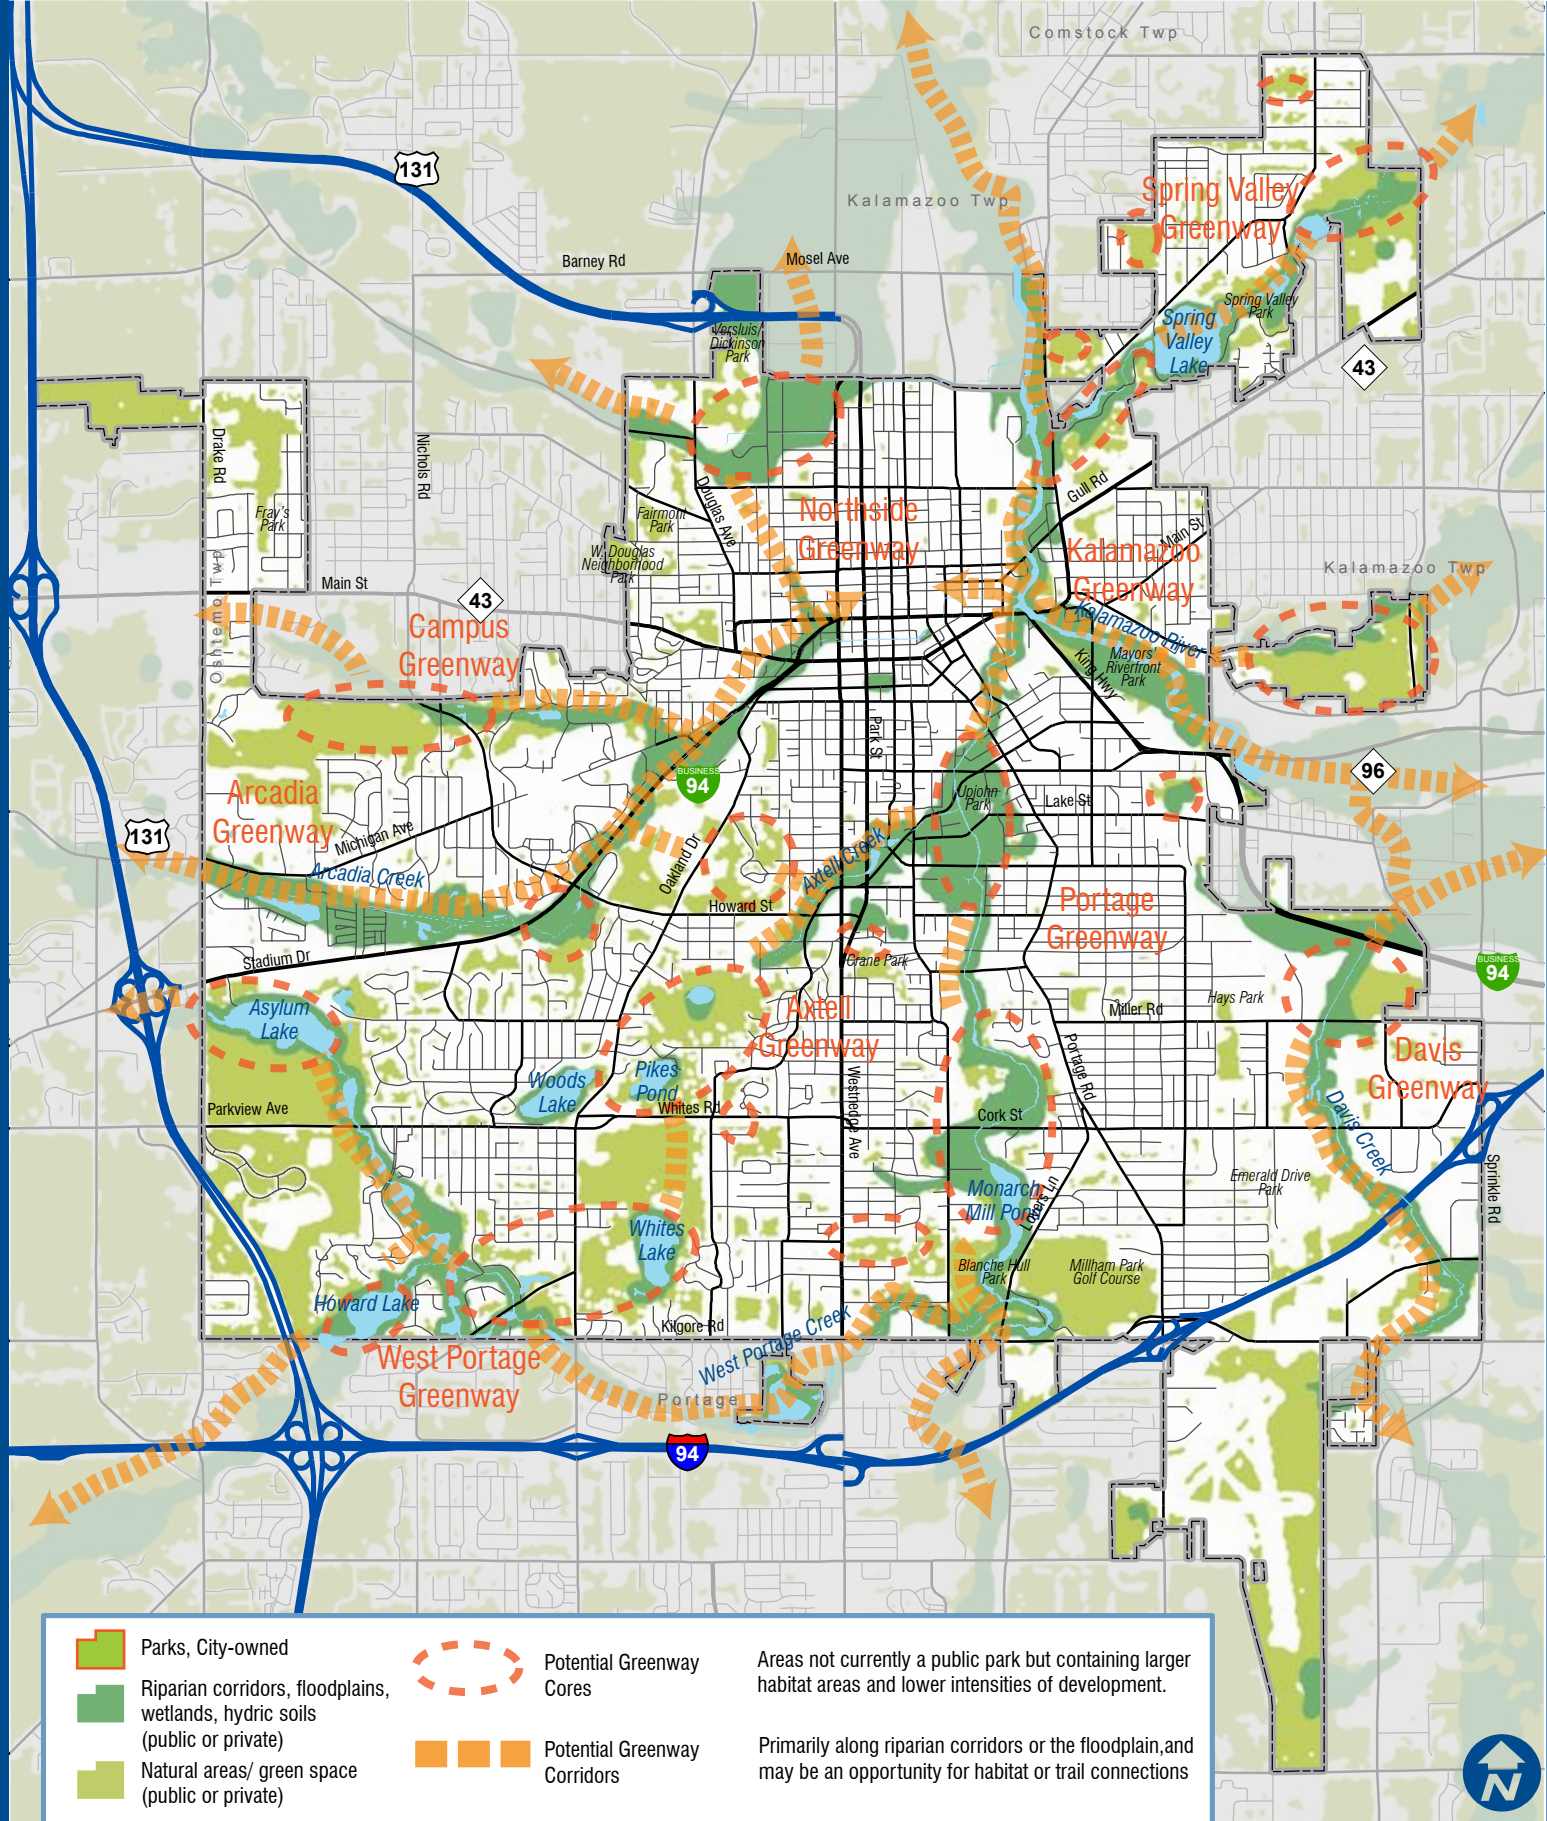 Comstock Twp
131
Kalamazoo Twp
Spring Valley
Greenway
Barney Rd
Mosel Ave
Spring Valley
Park
Spring
Valley
Lake
Versluis/
Dickinson
Park
43
Drake Rd
Nichols Rd
Douglas Ave
Gull Rd
Fray's
Park
Fairmont
Park
Northside
Greenway
Main St
Kalamazoo
Greenway
W. Douglas
Neighborhood
Park
Oshtemo Twp
Main St
43
Kalamazoo Twp
Campus
Greenway
Kalamazoo River
Mayors'
Riverfront
Park
King Hwy
Park St
BUSINESS
94
96
Arcadia
Greenway
Upjohn
Park
Lake St
131
Michigan Ave
Arcadia Creek
Oakland Dr
Axtell Creek
Howard St
Portage
Greenway
Stadium Dr
Crane Park
BUSINESS
94
Asylum
Lake
Axtell
Greenway
Hays Park
Miller Rd
Davis
Greenway
Woods
Lake
Pikes
Pond
Portage Rd
Parkview Ave
Whites Rd
Westnedge Ave
Cork St
Davis Creek
Emerald Drive
Park
Sprinkle Rd
Monarch
Mill Pond
Lovers Ln
Whites
Lake
Blanche Hull
Park
Millham Park
Golf Course
Howard Lake
Kilgore Rd
West Portage Creek
West Portage
Greenway
Portage
94
Parks, City-owned
Riparian corridors, floodplains,
wetlands, hydric soils
(public or private)
Natural areas/ green space
(public or private)
Potential Greenway
Cores
Areas not currently a public park but containing larger
habitat areas and lower intensities of development.
Potential Greenway
Corridors
Primarily along riparian corridors or the floodplain,and
may be an opportunity for habitat or trail connections
N